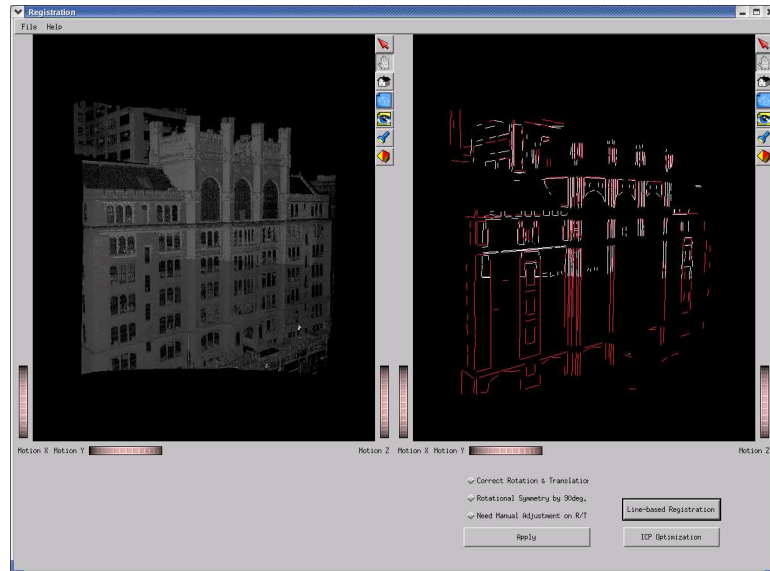 Registration
File Help
Motion X Motion Y Motion Z Motion X Motion Y Motion Z
Correct Rotation & Translation
Rotational Symmetry by 90deg.
Need Manual Adjustment on R/T
Line-based Registration
Apply ICP Optimization